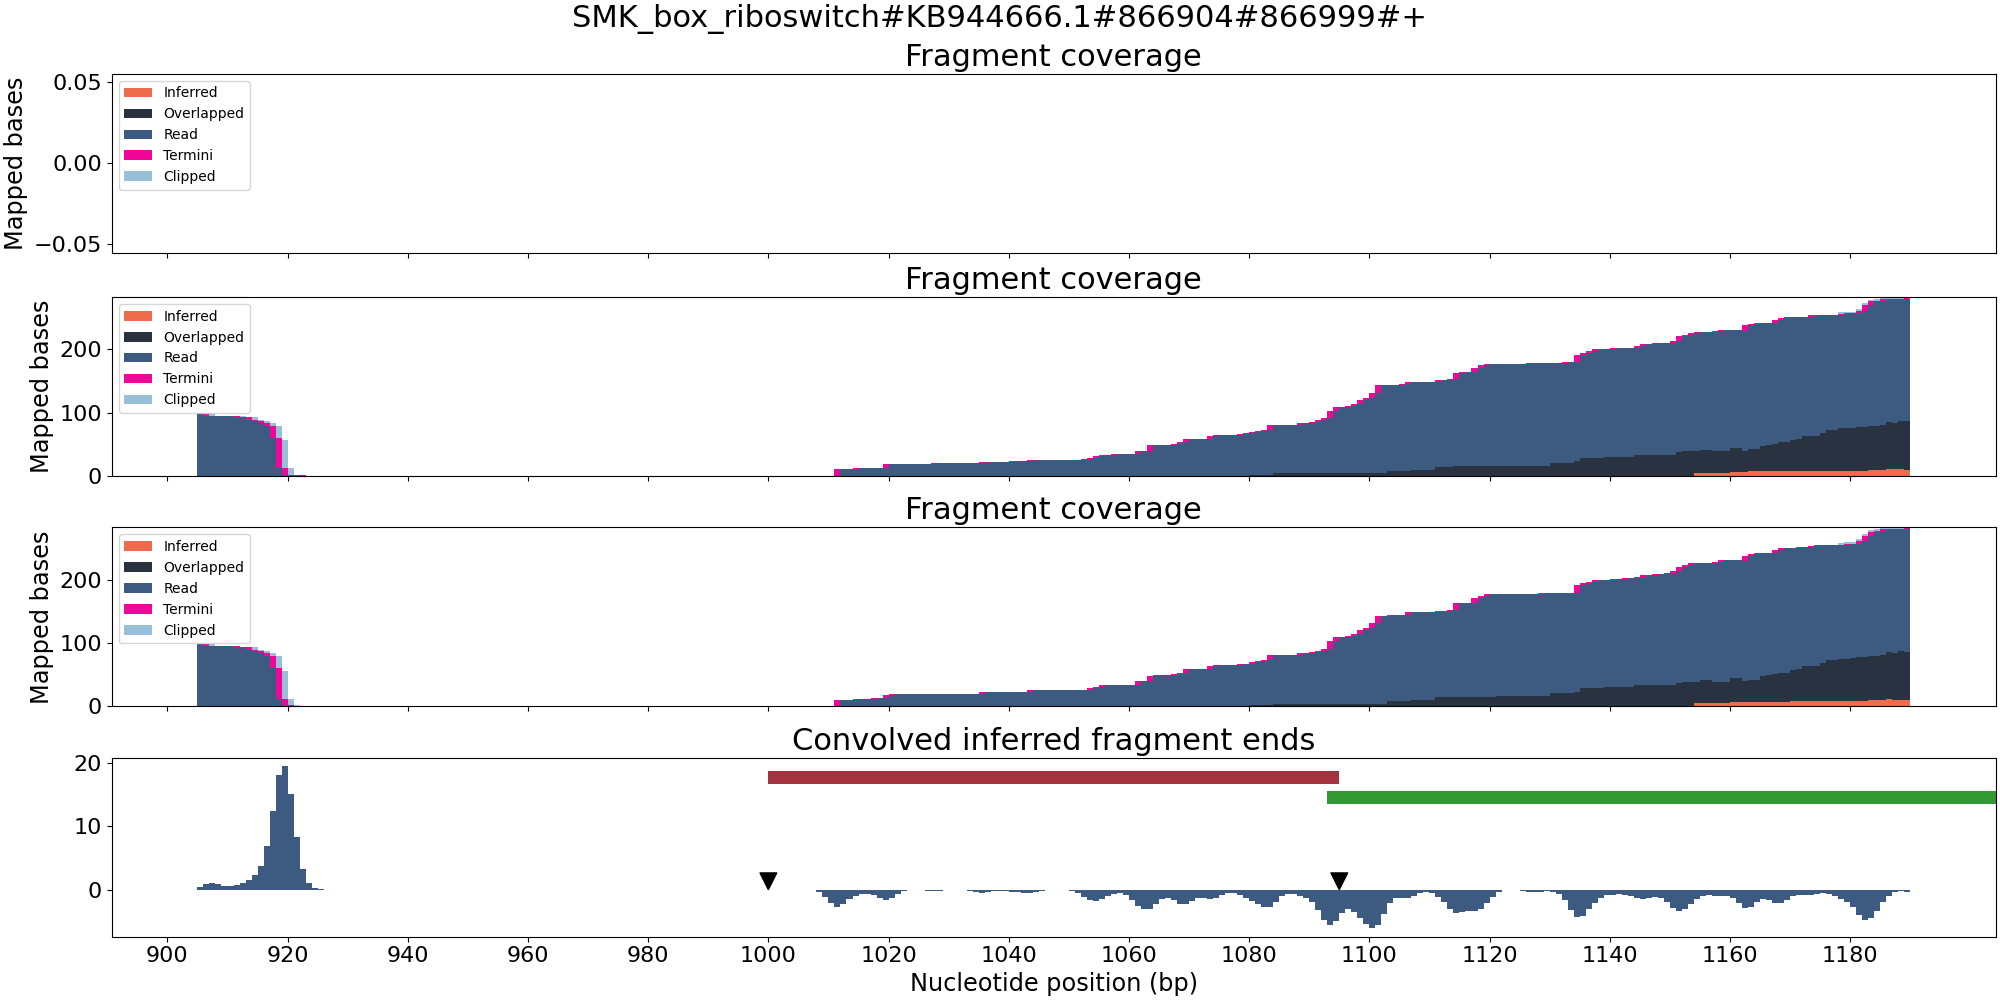 SMK_box_riboswitch#KB944666.1#866904#866999#+
Fragment coverage
Mapped bases
0.05
0.00
−0.05
Inferred
Overlapped
Read
Termini
Clipped
Fragment coverage
Mapped bases
200
100
0
Inferred
Overlapped
Read
Termini
Clipped
Fragment coverage
Mapped bases
200
100
0
Inferred
Overlapped
Read
Termini
Clipped
Convolved inferred fragment ends
20
10
0
900 920 940 960 980 1000 1020 1040 1060 1080 1100 1120 1140 1160 1180
Nucleotide position (bp)